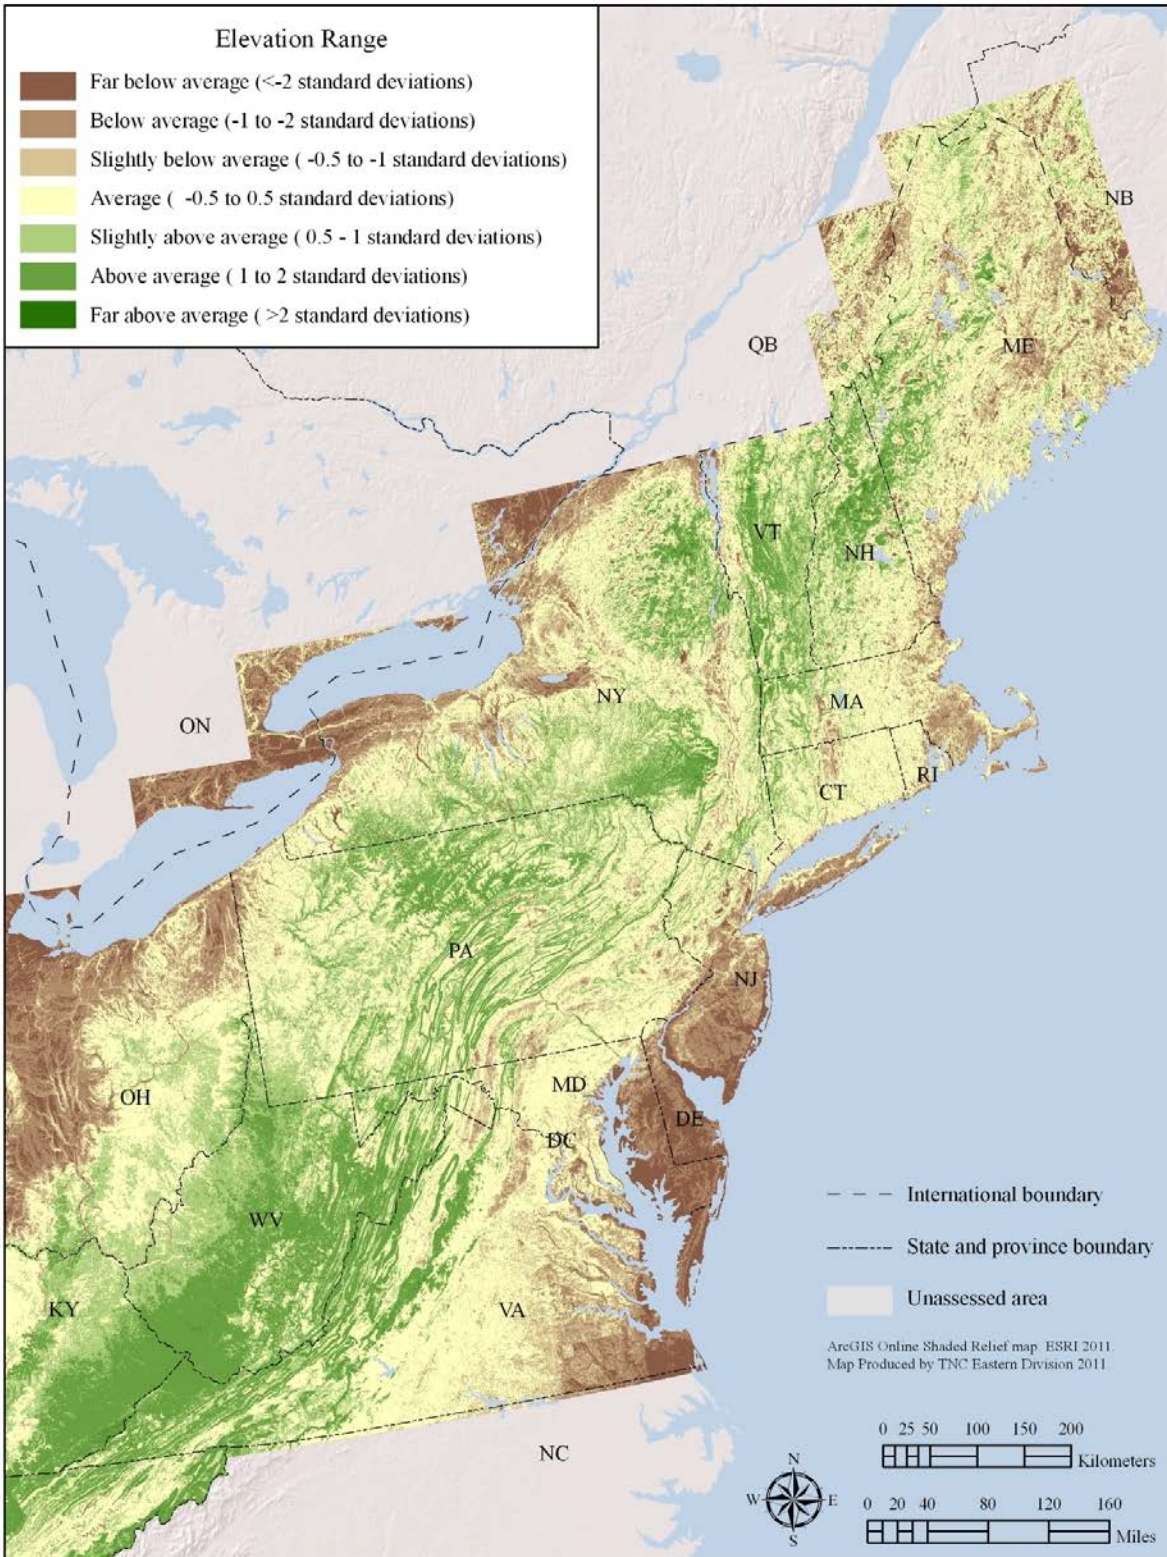 Elevation Range
Far below average (<-2 standard deviations)
Below average (-1 to -2 standard deviations)
Slightly below average ( -0.5 to -1 standard deviations)
Average ( -0.5 to 0.5 standard deviations)
Slightly above average ( 0.5 - 1 standard deviations)
Above average ( 1 to 2 standard deviations)
Far above average ( >2 standard deviations)
NB
QB
ME
VT
NH
NY
MA
ON
CT
RI
PA
NJ
OH
MD
DE
DC
WV
KY
VA
NC
International boundary
State and province boundary
Unassessed area
ArcGIS Online Shaded Relief map. ESRI 2011.
Map Produced by TNC Eastern Division 2011.
0 25 50 100 150 200
Kilometers
N
W E
S
0 20 40 80 120 160
Miles